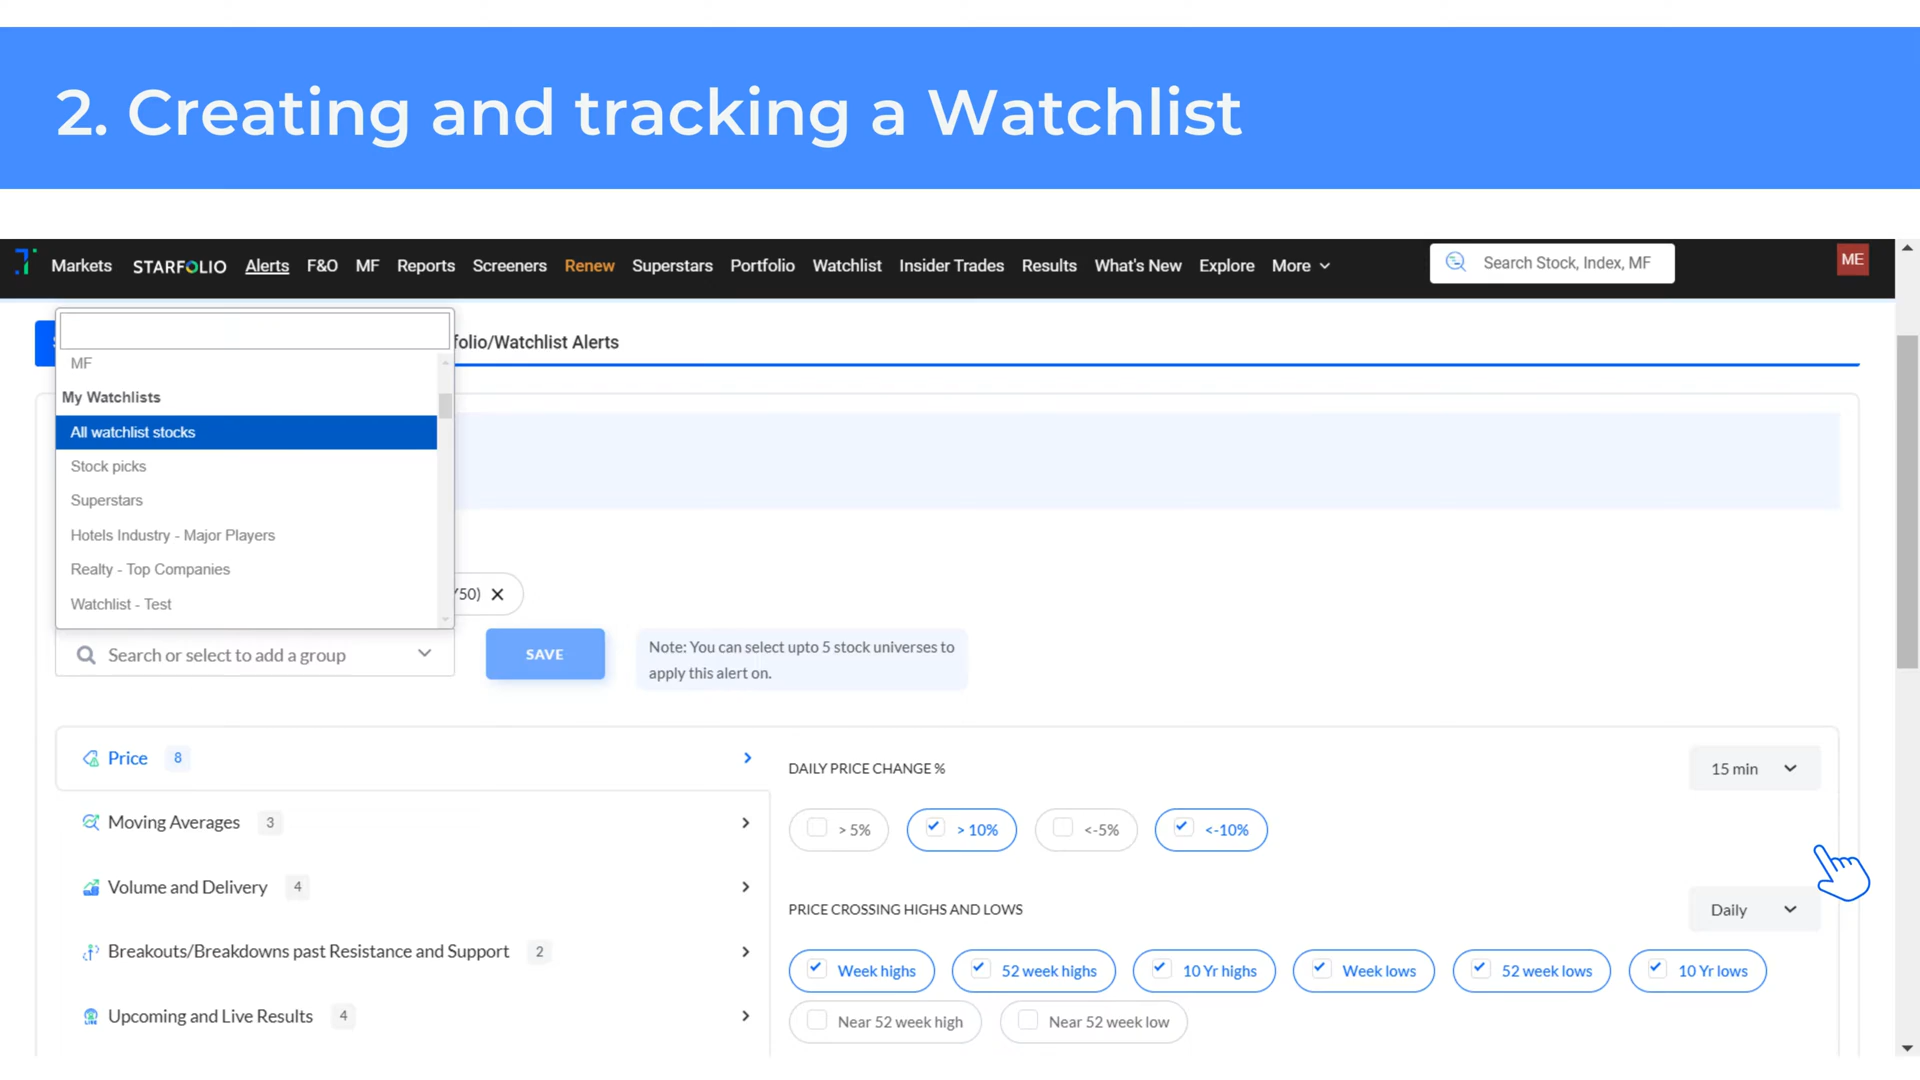 2. Creating and tracking a Watchlist
Markets STARFOLIO Alerts F&O MF Reports Screeners Renew Superstars Portfolio Watchlist Insider Trades Results What's New Explore More Search Stock, Index, MF ME
folio/Watchlist Alerts
MF
My Watchlists
All watchlist stocks
Stock picks
Superstars
Hotels Industry - Major Players
Realty - Top Companies
Watchlist - Test
/50)
Search or select to add a group
SAVE
Note: You can select upto 5 stock universes to
apply this alert on.
Price 8
Moving Averages 3
Volume and Delivery 4
Breakouts/Breakdowns past Resistance and Support 2
Upcoming and Live Results 4
DAILY PRICE CHANGE %
15 min
> 5% > 10% <-5% <-10%
PRICE CROSSING HIGHS AND LOWS
Daily
Week highs 52 week highs 10 Yr highs Week lows 52 week lows 10 Yr lows
Near 52 week high Near 52 week low